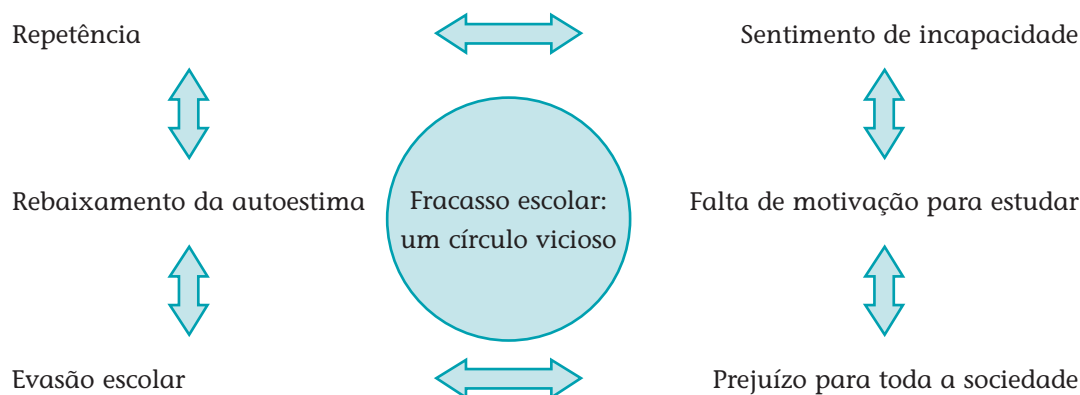 Repetência
Sentimento de incapacidade
Rebaixamento da autoestima
Fracasso escolar:
um círculo vicioso
Falta de motivação para estudar
Evasão escolar
Prejuízo para toda a sociedade